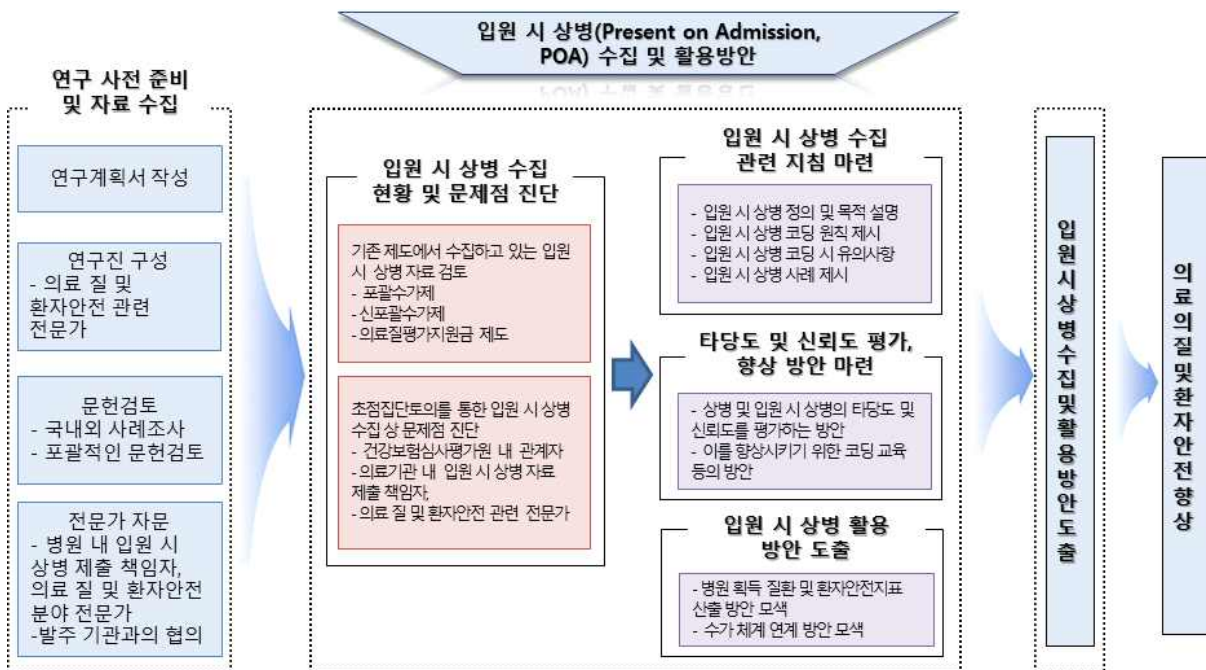 입원 시 상병(Present on Admission,
POA) 수집 및 활용방안
연구 사전 준비
및 자료 수집
연구계획서 작성
연구진 구성
- 의료 질 및
환자안전 관련
전문가
문헌검토
- 국내외 사례조사
- 포괄적인 문헌검토
전문가 자문
- 병원 내 입원 시
상병 제출 책임자,
의료 질 및 환자안전
분야 전문가
-발주 기관과의 협의
입원 시 상병 수집
현황 및 문제점 진단
기존 제도에서 수집하고 있는 입원
시 상병 자료 검토
- 포괄수가제
- 신포괄수가제
- 의료질평가지원금 제도
초점집단토의를 통한 입원 시 상병
수집 상 문제점 진단
- 건강보험심사평가원 내 관계자
- 의료기관 내 입원 시 상병 자료
제출 책임자,
- 의료 질 및 환자안전 관련 전문가
입원 시 상병 수집
관련 지침 마련
- 입원 시 상병 정의 및 목적 설명
- 입원 시 상병 코딩 원칙 제시
- 입원 시 상병 코딩 시 유의사항
- 입원 시 상병 사례 제시
타당도 및 신뢰도 평가,
향상 방안 마련
- 상병 및 입원 시 상병의 타당도 및
신뢰도를 평가하는 방안
- 이를 향상시키기 위한 코딩 교육
등의 방안
입원 시 상병 활용
방안 도출
- 병원 획득 질환 및 환자안전지표
산출 방안 모색
- 수가 체계 연계 방안 모색
입원시상병수집및활용방안도출
의료의질및환자안전향상